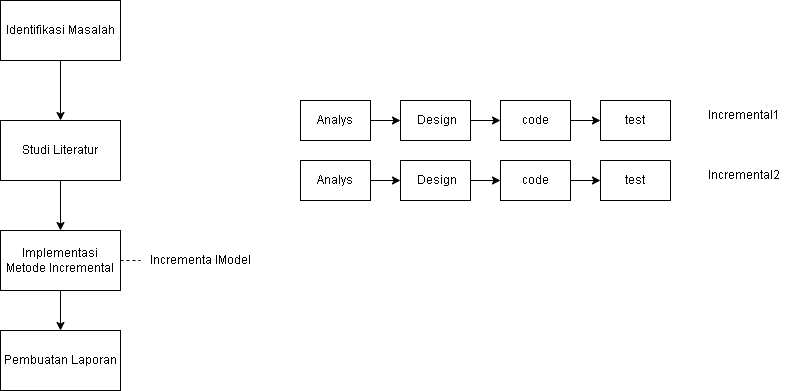 Identifikasi Masalah
Studi Literatur
Implementasi
Metode Incremental
Incrementa lModel
Pembuatan Laporan
Analys
Design
code
test
Incremental1
Analys
Design
code
test
Incremental2